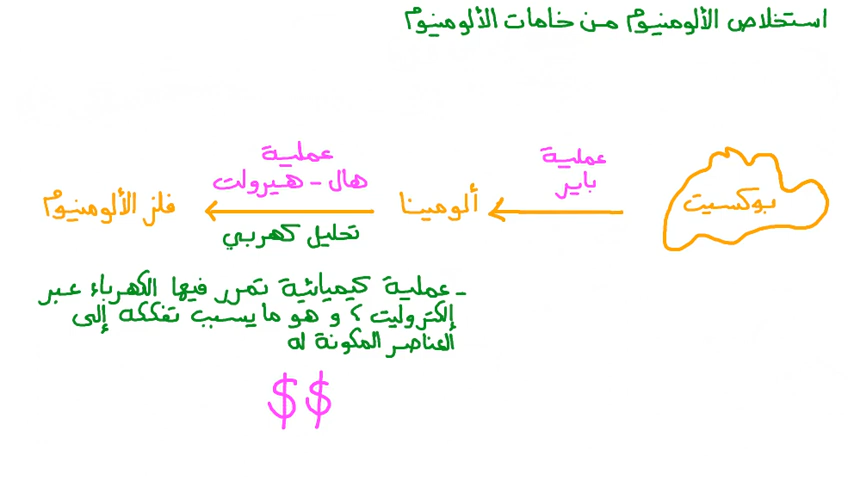 استخلاص الألومنيوم من خامات الألومنيوم
بوكسيت
عملية
باير
ألومينا
عملية
هال - هيرولت
تحليل كهربي
فلز الألومنيوم
- عملية كيميائية تمرر فيها الكهرباء عبر
إلكتروليت ؛ و هو ما يسبب تفككه إلى
العناصر المكونة له
$$